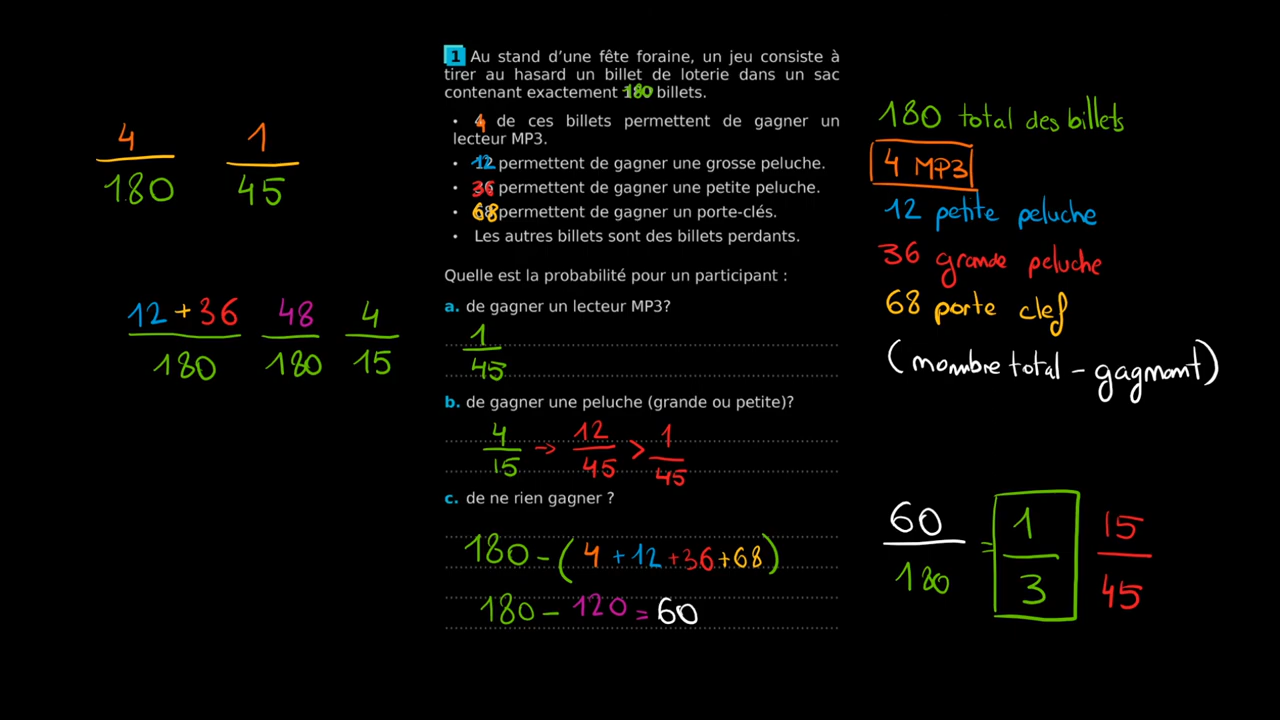 1 Au stand d'une fête foraine, un jeu consiste à
tirer au hasard un billet de loterie dans un sac
contenant exactement 180 billets.
• 4 de ces billets permettent de gagner un
lecteur MP3.
• 12 permettent de gagner une grosse peluche.
• 36 permettent de gagner une petite peluche.
• 68 permettent de gagner un porte-clés.
• Les autres billets sont des billets perdants.
Quelle est la probabilité pour un participant :
a. de gagner un lecteur MP3?
1/45
b. de gagner une peluche (grande ou petite)?
4/15 → 12/45 > 1/45
c. de ne rien gagner ?
180 - (4 + 12 + 36 + 68)
180 - 120 = 60
4/180 1/45
12 + 36/180 48/180 4/15
180 total des billets
4 MP3
12 petite peluche
36 grande peluche
68 porte clef
(nombre total - gagnant)
60/180 = 1/3 15/45